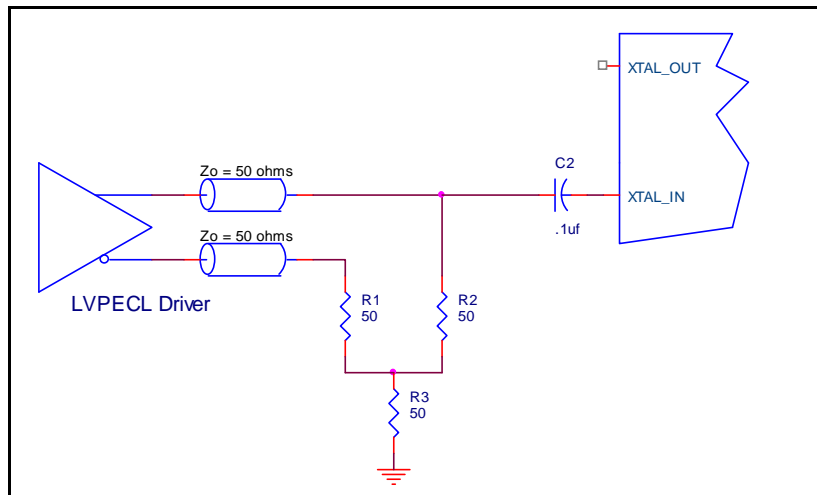 XTAL_OUT
Zo = 50 ohms
C2
XTAL_IN
.1uf
Zo = 50 ohms
LVPECL Driver
R1
50
R2
50
R3
50